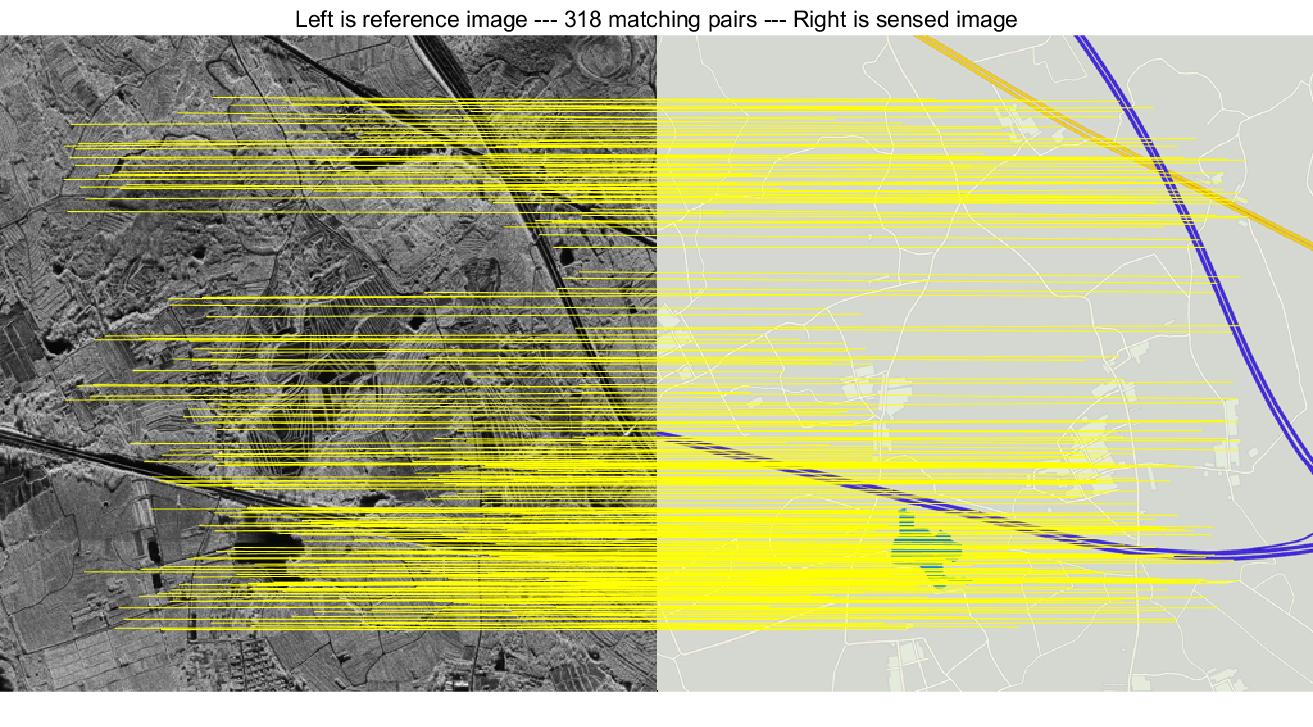 Left is reference image --- 318 matching pairs --- Right is sensed image